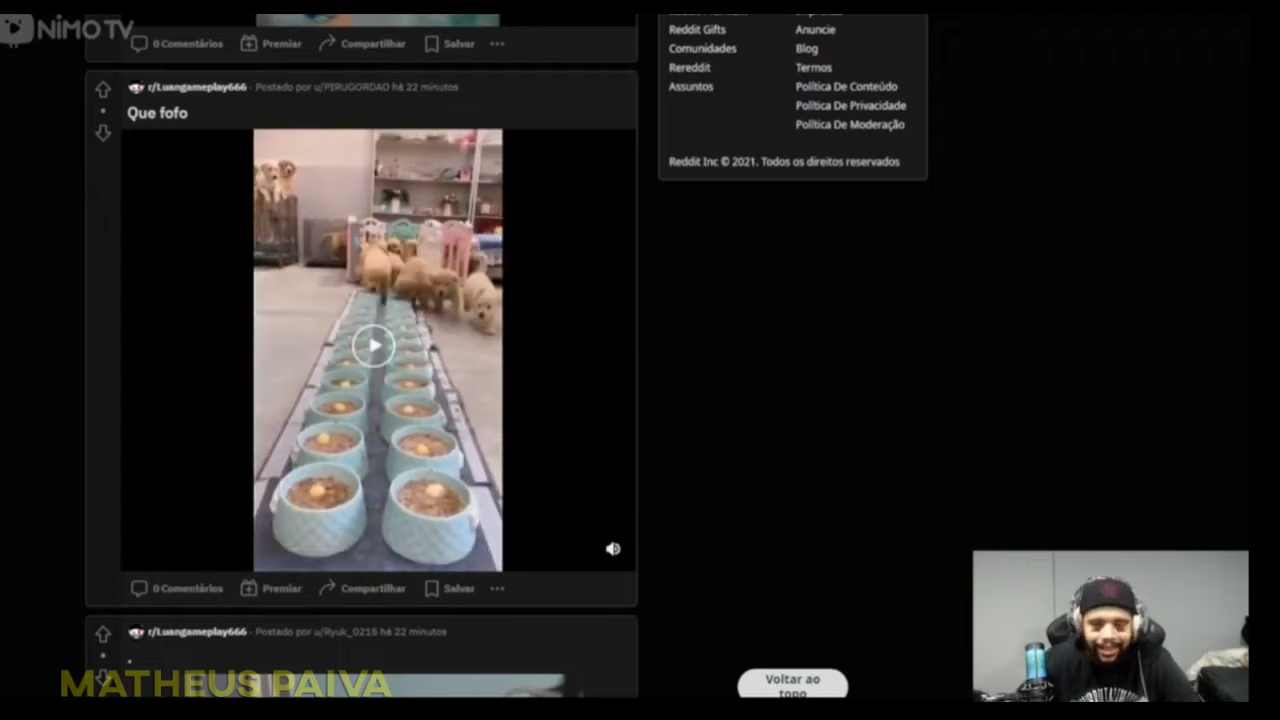 NIMO TV
0 Comentários Premiar Compartilhar Salvar ...
r/Luangameplay666 · Postado por u/PIRUGORDAO há 22 minutos
Que fofo
0 Comentários Premiar Compartilhar Salvar ...
r/Luangameplay666 · Postado por u/Ryuk_0215 há 22 minutos
.
MATHEUS PAIVA
Reddit Gifts Anuncie
Comunidades Blog
Rereddit Termos
Assuntos Política De Conteúdo
Política De Privacidade
Política De Moderação
Reddit Inc © 2021. Todos os direitos reservados
Voltar ao
topo